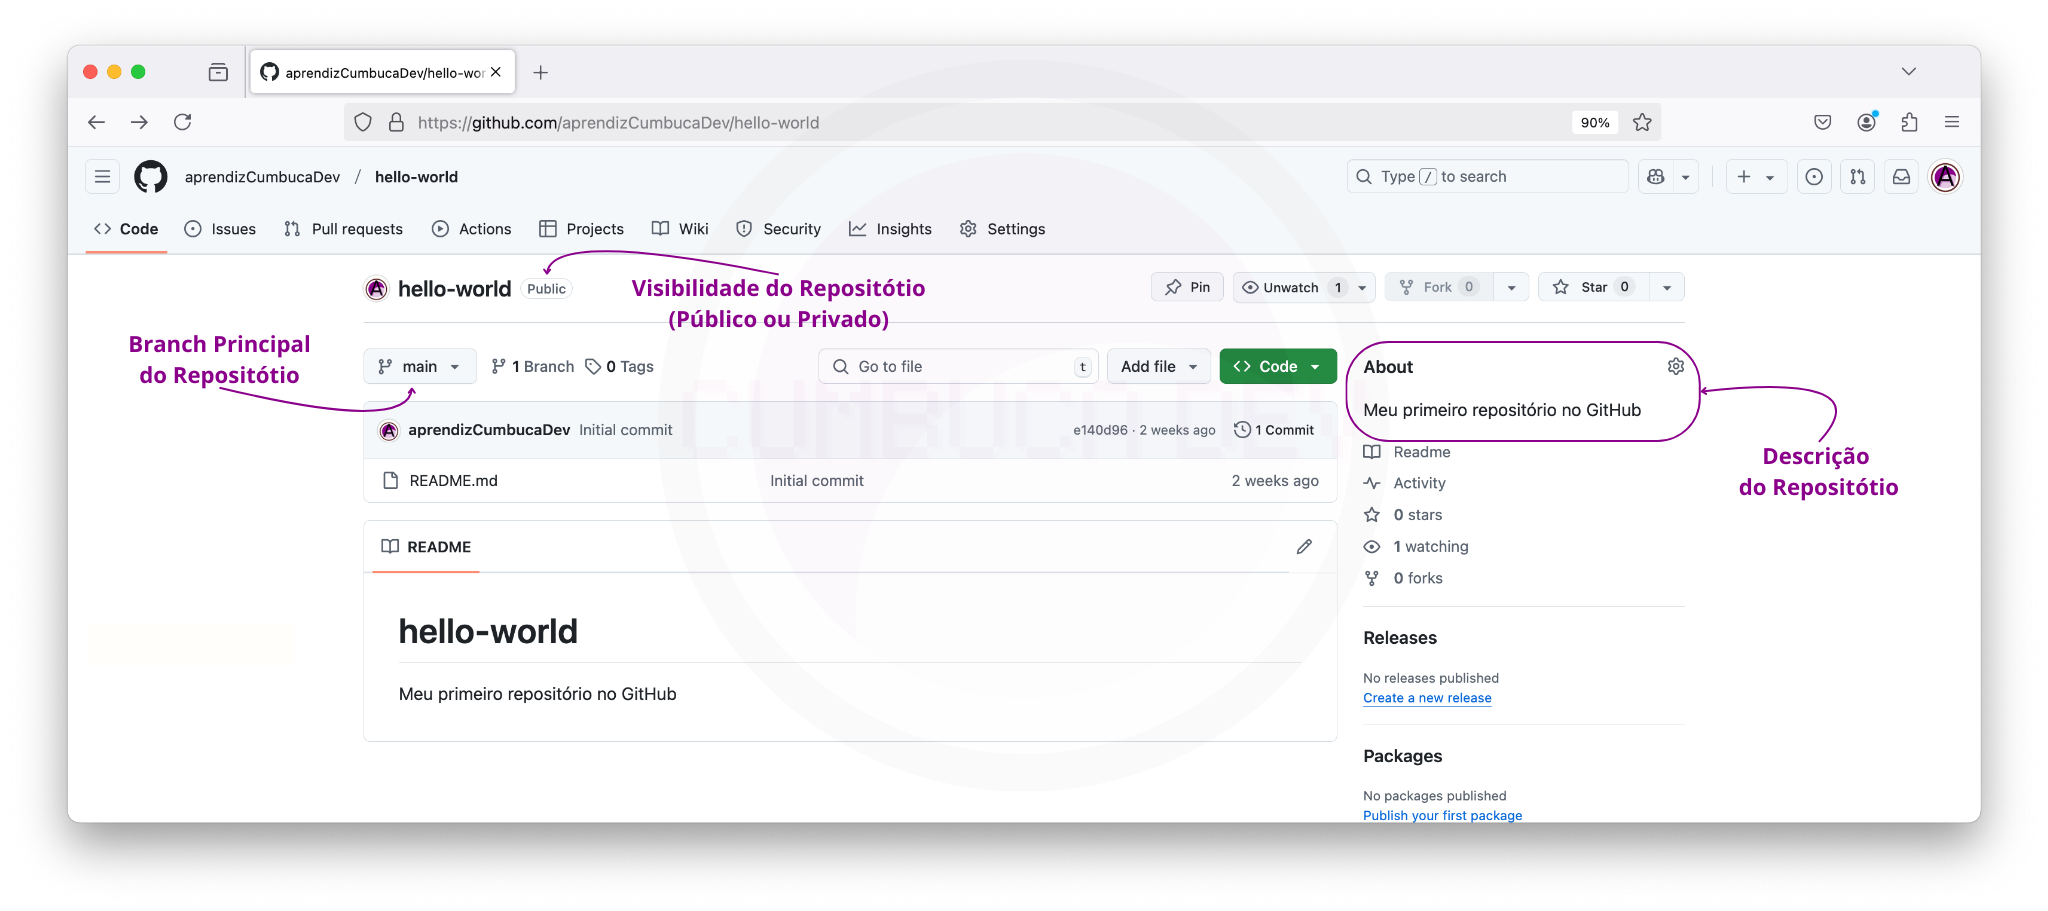 aprendizCumbucaDev/hello-wor
https://github.com/aprendizCumbucaDev/hello-world
90%
aprendizCumbucaDev / hello-world
Type / to search
Code
Issues
Pull requests
Actions
Projects
Wiki
Security
Insights
Settings
hello-world
Public
Visibilidade do Repositótio
(Público ou Privado)
Pin
Unwatch 1
Fork 0
Star 0
Branch Principal
do Repositótio
main
1 Branch
0 Tags
Go to file
t
Add file
Code
About
Meu primeiro repositório no GitHub
Descrição
do Repositótio
aprendizCumbucaDev Initial commit
e140d96 · 2 weeks ago
1 Commit
README.md
Initial commit
2 weeks ago
Readme
Activity
0 stars
1 watching
0 forks
README
hello-world
Meu primeiro repositório no GitHub
Releases
No releases published
Create a new release
Packages
No packages published
Publish your first package
CUMBUCA DEV